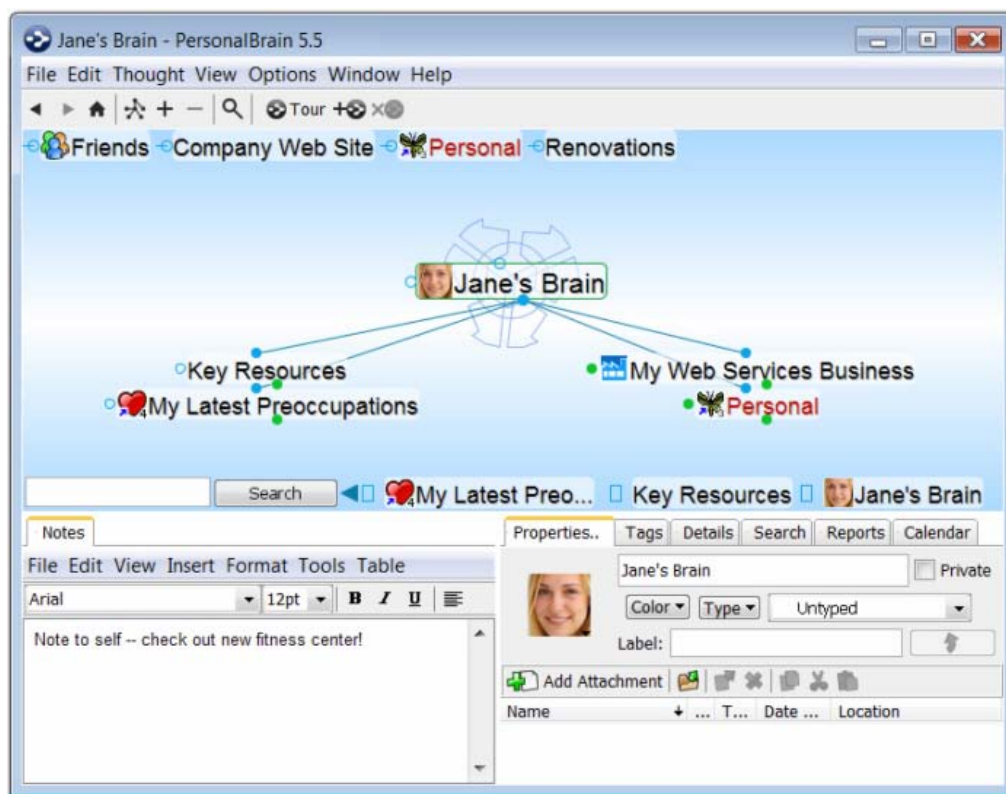 Jane's Brain - PersonalBrain 5.5
File Edit Thought View Options Window Help
Tour
Friends Company Web Site Personal Renovations
Jane's Brain
Key Resources My Web Services Business
4 My Latest Preoccupations Personal
Search 4 My Latest Preo... Key Resources Jane's Brain
Notes
File Edit View Insert Format Tools Table
Arial 12pt B I U
Note to self -- check out new fitness center!
Properties.. Tags Details Search Reports Calendar
Jane's Brain Private
Color Type Untyped
Label:
Add Attachment
Name ... T... Date ... Location